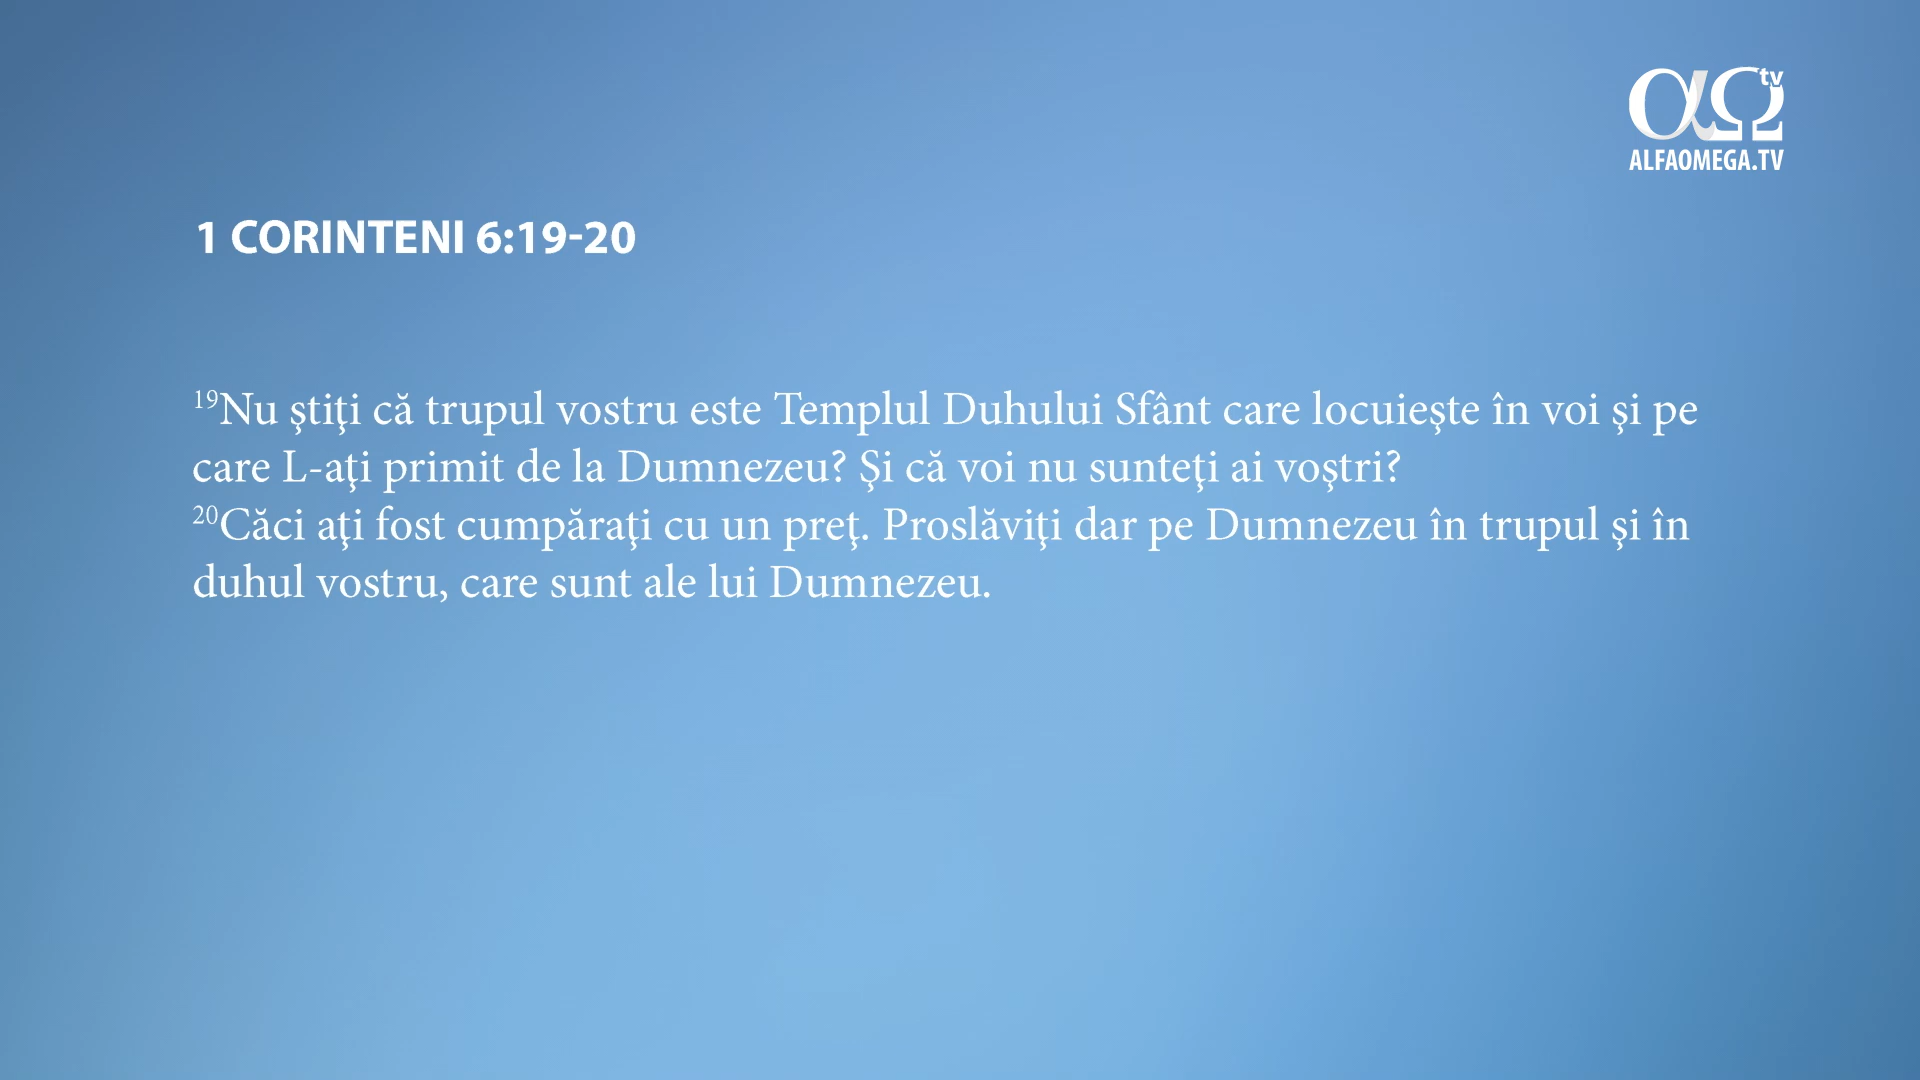 αΩ tv
ALFAOMEGA.TV
1 CORINTENI 6:19-20
19Nu ştiţi că trupul vostru este Templul Duhului Sfânt care locuieşte în voi şi pe
care L-aţi primit de la Dumnezeu? Şi că voi nu sunteţi ai voştri?
20Căci aţi fost cumpăraţi cu un preţ. Proslăviţi dar pe Dumnezeu în trupul şi în
duhul vostru, care sunt ale lui Dumnezeu.